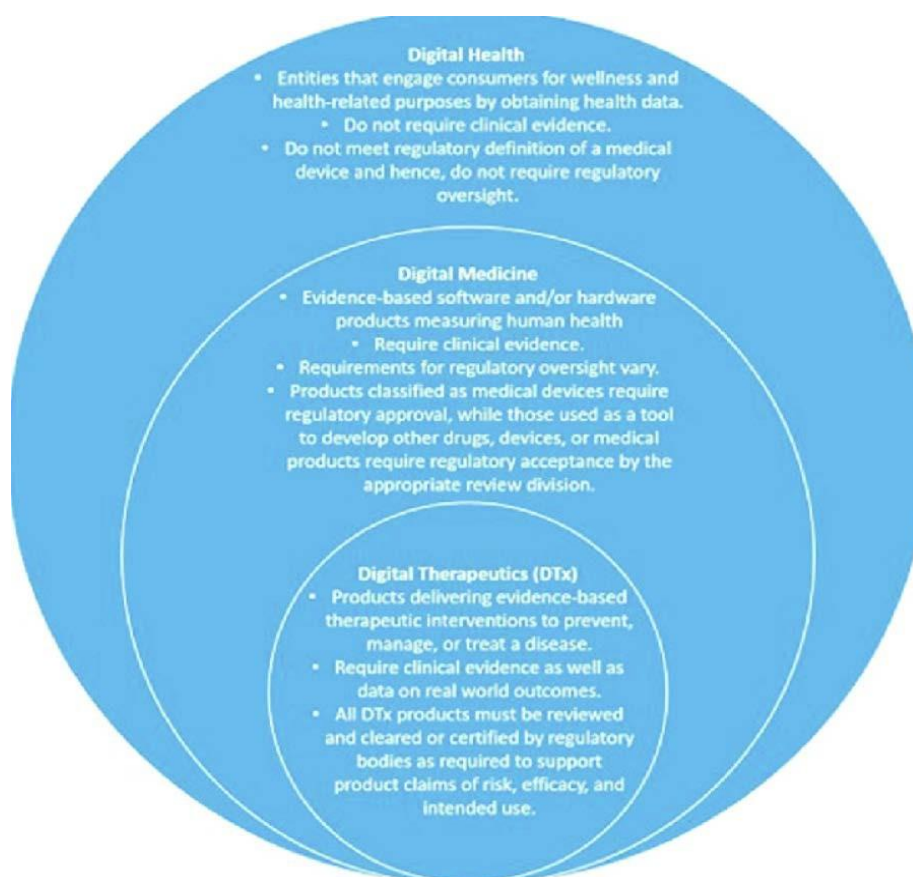 Digital Health
• Entities that engage consumers for wellness and
health-related purposes by obtaining health data.
• Do not require clinical evidence.
• Do not meet regulatory definition of a medical
device and hence, do not require regulatory
oversight.
Digital Medicine
• Evidence-based software and/or hardware
products measuring human health
• Require clinical evidence.
• Requirements for regulatory oversight vary.
• Products classified as medical devices require
regulatory approval, while those used as a tool
to develop other drugs, devices, or medical
products require regulatory acceptance by the
appropriate review division.
Digital Therapeutics (DTx)
• Products delivering evidence-based
therapeutic interventions to prevent,
manage, or treat a disease.
• Require clinical evidence as well as
data on real world outcomes.
• All DTx products must be reviewed
and cleared or certified by regulatory
bodies as required to support
product claims of risk, efficacy, and
intended use.